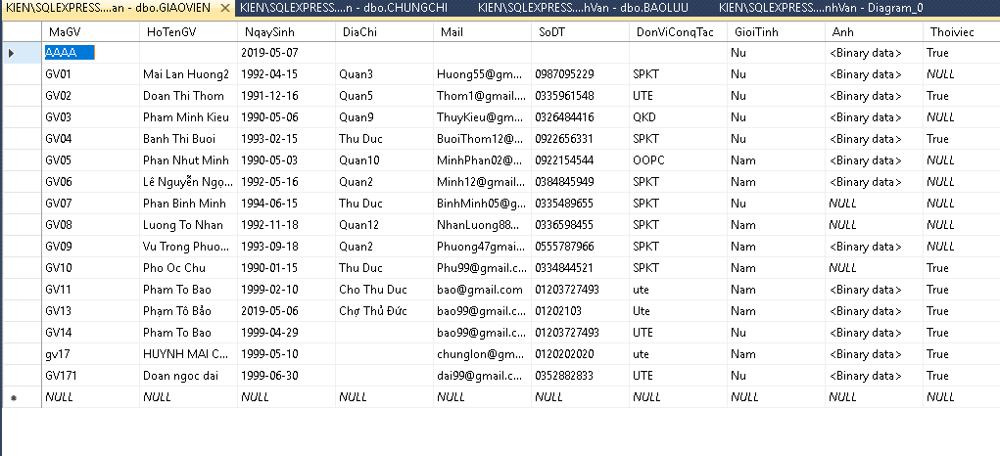 KIEN\SQLEXPRESS....an - dbo.GIAOVIEN KIEN\SQLEXPRESS....n - dbo.CHUNGCHI KIEN\SQLEXPRESS....hVan - dbo.BAOLUU KIEN\SQLEXPRESS....nhVan - Diagram_0
MaGV HoTenGV NgaySinh DiaChi Mail SoDT DonViCongTac GioiTinh Anh Thoiviec
AAAA 2019-05-07 Nu <Binary data> True
GV01 Mai Lan Huong2 1992-04-15 Quan3 Huong55@gm... 0987095229 SPKT Nu <Binary data> NULL
GV02 Doan Thi Thom 1991-12-16 Quan5 Thom1@gmail.... 0335961548 UTE Nu <Binary data> True
GV03 Pham Minh Kieu 1990-05-06 Quan9 ThuyKieu@gm... 0326484416 QKD Nu <Binary data> NULL
GV04 Banh Thi Buoi 1993-02-15 Thu Duc BuoiThom12@... 0922656331 SPKT Nu <Binary data> True
GV05 Phan Nhut Minh 1990-05-03 Quan10 MinhPhan02@... 0922154544 OOPC Nam <Binary data> NULL
GV06 Lê Nguyễn Ngọ... 1992-05-16 Quan2 Minh12@gmail... 0384845949 SPKT Nam <Binary data> NULL
GV07 Phan Binh Minh 1994-06-15 Thu Duc BinhMinh05@g... 0335489655 SPKT Nu NULL NULL
GV08 Luong To Nhan 1992-11-18 Quan12 NhanLuong88... 0336598455 SPKT Nam NULL NULL
GV09 Vu Trong Phuo... 1993-09-18 Quan2 Phuong47gmai... 0555787966 SPKT Nam <Binary data> NULL
GV10 Pho Oc Chu 1990-01-15 Thu Duc Phu99@gmail.c... 0334844521 SPKT Nam NULL True
GV11 Pham To Bao 1999-02-10 Cho Thu Duc bao@gmail.com 01203727493 ute Nam <Binary data> True
GV13 Phạm Tô Bảo 2019-05-06 Chợ Thủ Đức bao99@gmail.c... 01202103 Ute Nam <Binary data> True
GV14 Pham To Bao 1999-04-29 bao99@gmail.c... 01203727493 UTE Nu <Binary data> True
gv17 HUYNH MAI C... 1999-05-10 chunglon@gm... 0120202020 ute Nam <Binary data> True
GV171 Doan ngoc dai 1999-06-30 dai99@gmail.c... 0352882833 UTE Nu <Binary data> True
NULL NULL NULL NULL NULL NULL NULL NULL NULL NULL